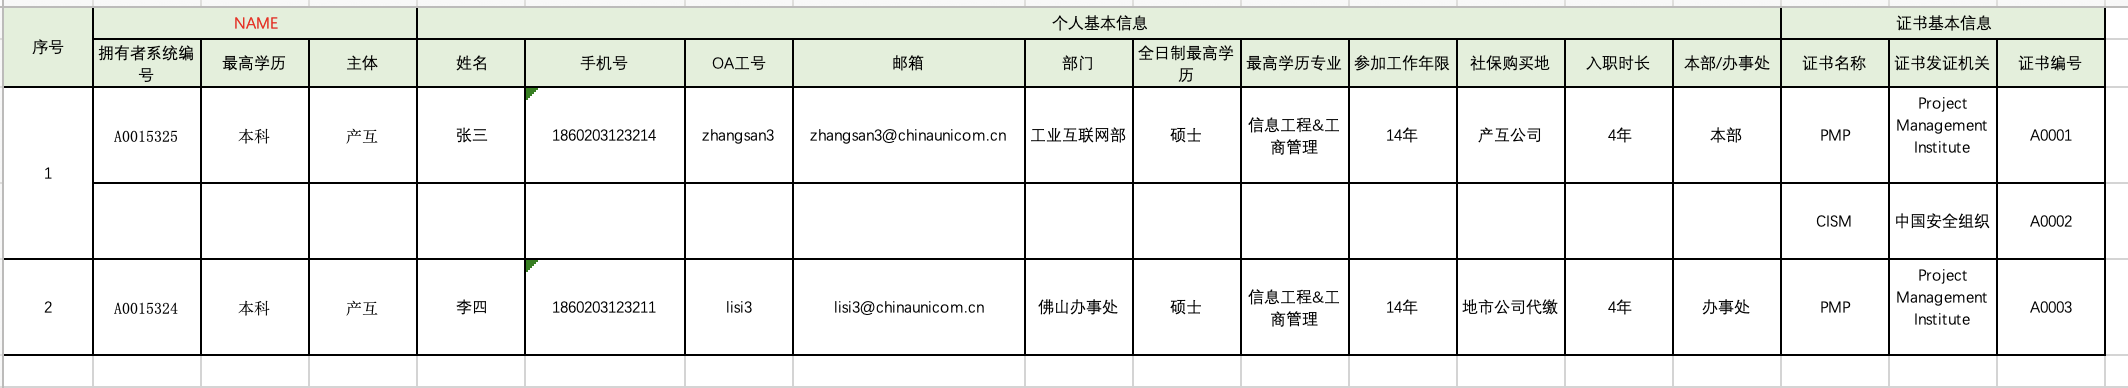 序号
NAME
个人基本信息
证书基本信息
拥有者系统编
号
最高学历
主体
姓名
手机号
OA工号
邮箱
部门
全日制最高学
历
最高学历专业
参加工作年限
社保购买地
入职时长
本部/办事处
证书名称
证书发证机关
证书编号
1
A0015325
本科
产互
张三
1860203123214
zhangsan3
zhangsan3@chinaunicom.cn
工业互联网部
硕士
信息工程&工
商管理
14年
产互公司
4年
本部
PMP
Project
Management
Institute
A0001
CISM
中国安全组织
A0002
2
A0015324
本科
产互
李四
1860203123211
lisi3
lisi3@chinaunicom.cn
佛山办事处
硕士
信息工程&工
商管理
14年
地市公司代缴
4年
办事处
PMP
Project
Management
Institute
A0003